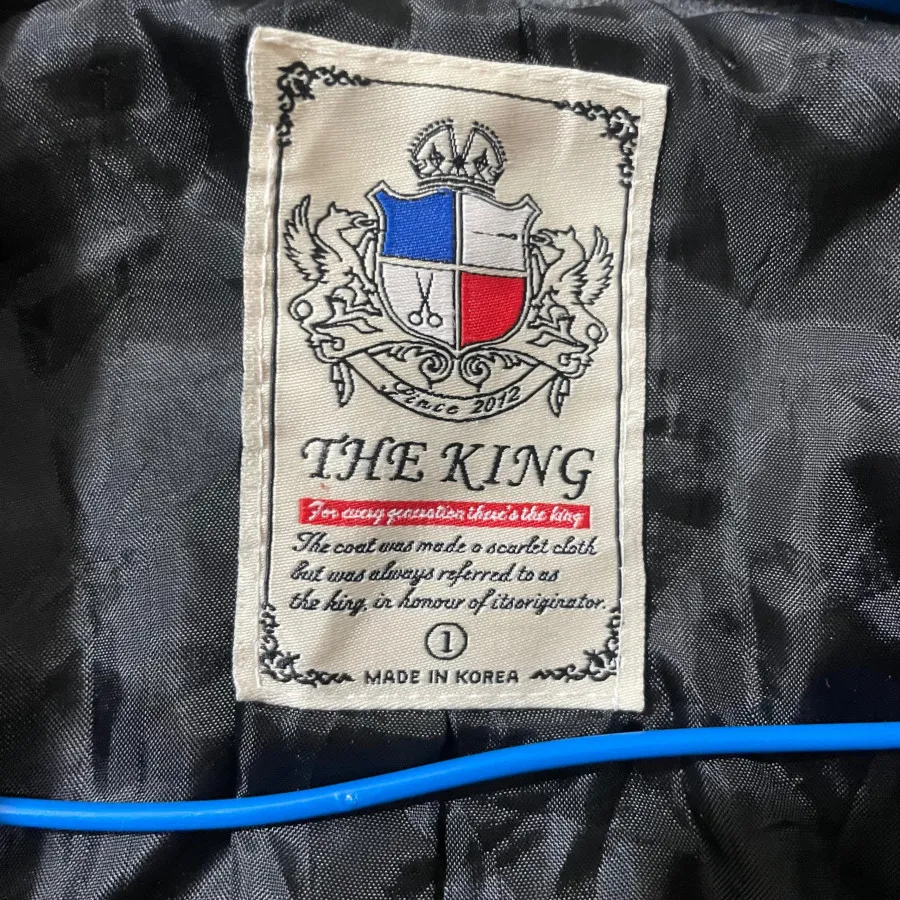 Since 2012
THE KING
For every generation there's the king
The coat was made a scarlet cloth
but was always referred to as
the king, in honour of itsoriginator.
1
MADE IN KOREA